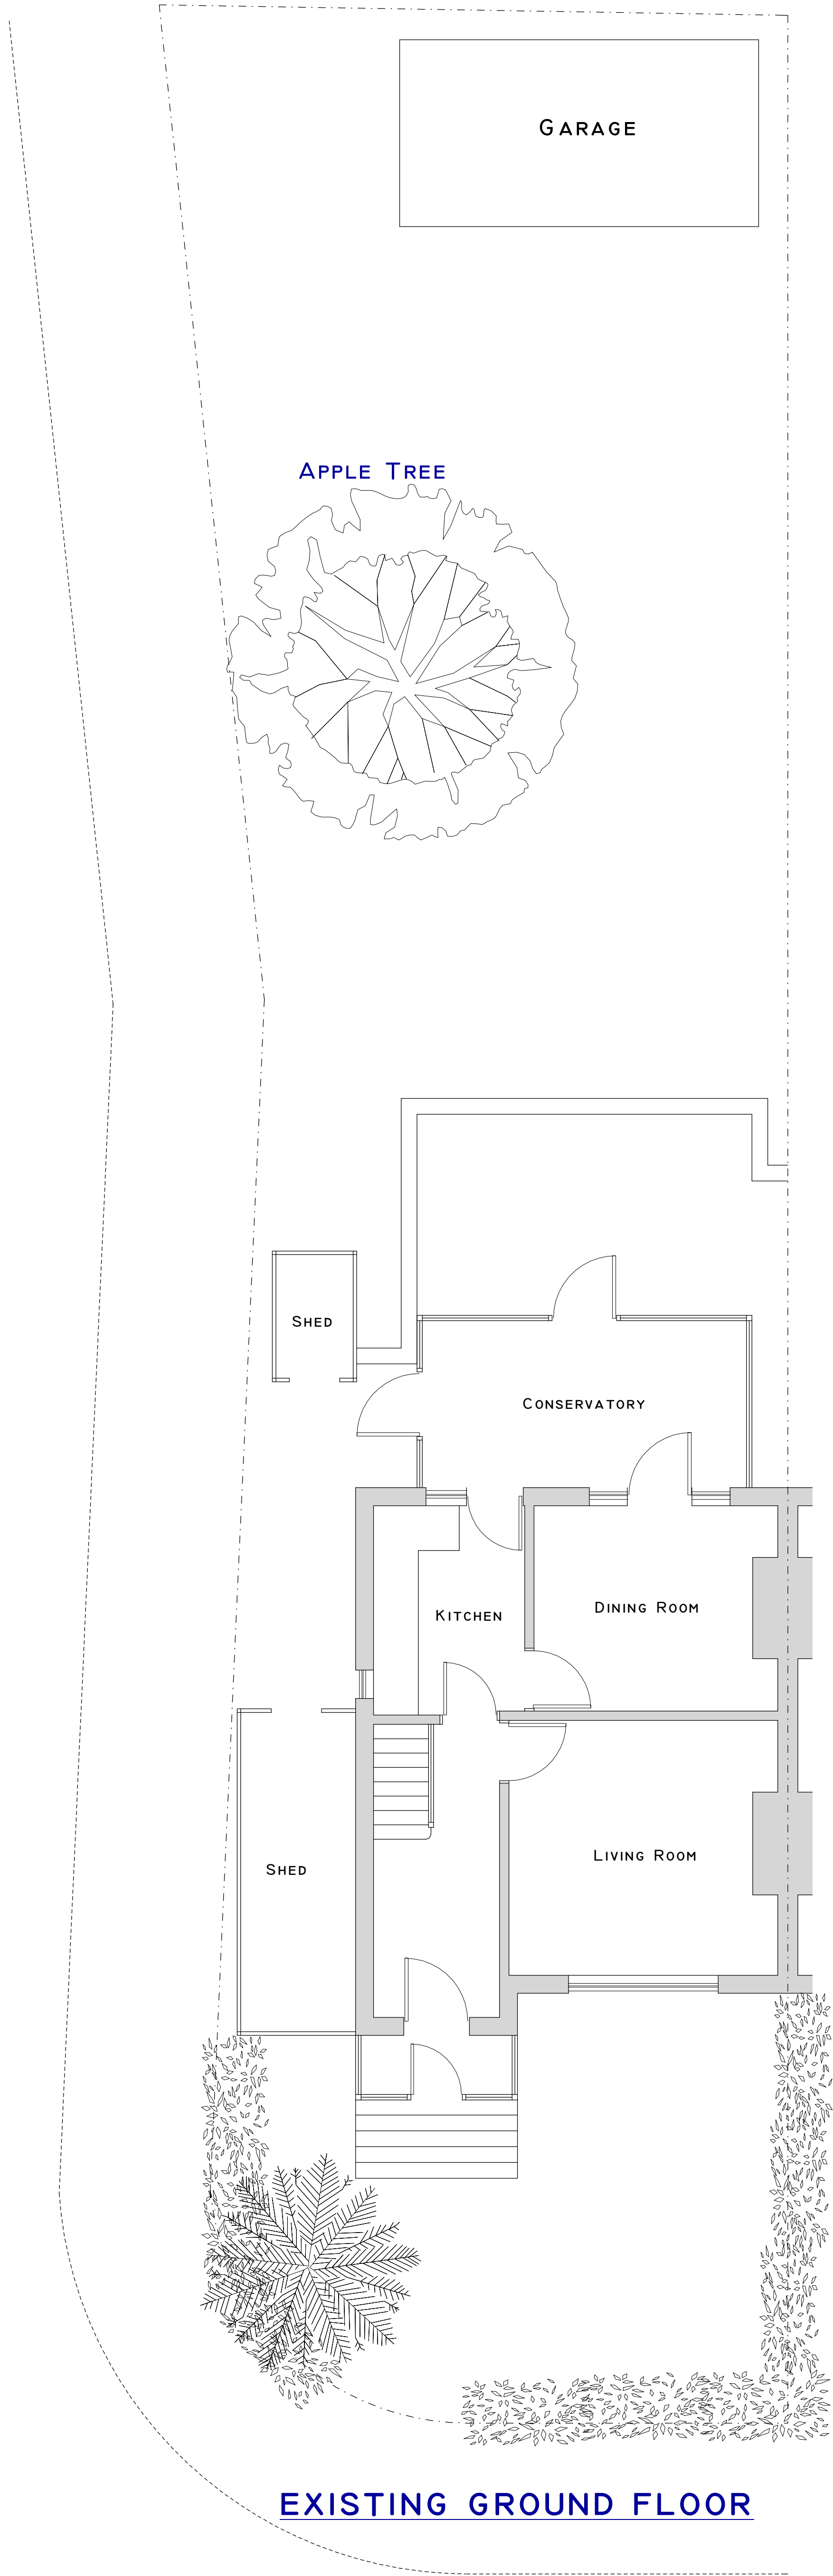 GARAGE
APPLE TREE
SHED
CONSERVATORY
DINING ROOM
KITCHEN
LIVING ROOM
SHED
EXISTING GROUND FLOOR